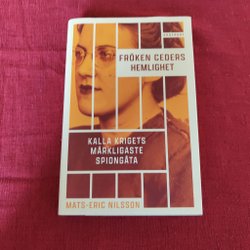 FRÖKEN CEDERS
HEMLIGHET
KALLA KRIGETS
MÄRKLIGASTE
SPIONGÅTA
MATS-ERIC NILSSON